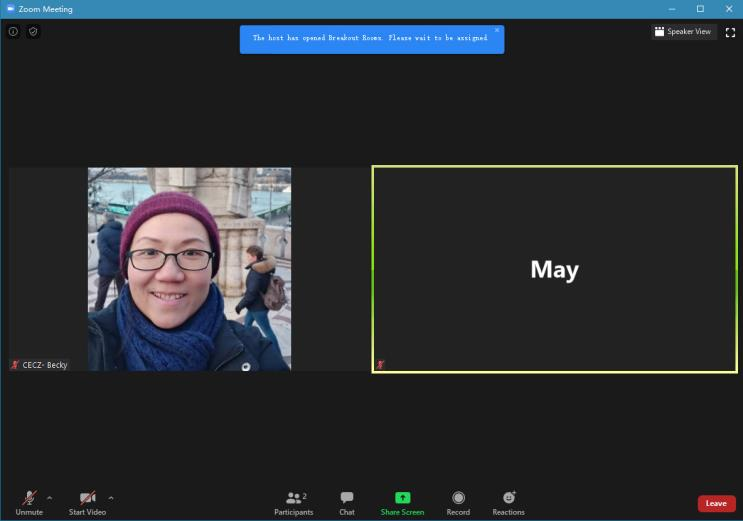 Zoom Meeting
The host has opened Breakout Rooms. Please wait to be assigned.
Speaker View
May
CECZ- Becky
Unmute
Start Video
2
Participants
Chat
Share Screen
Record
Reactions
Leave